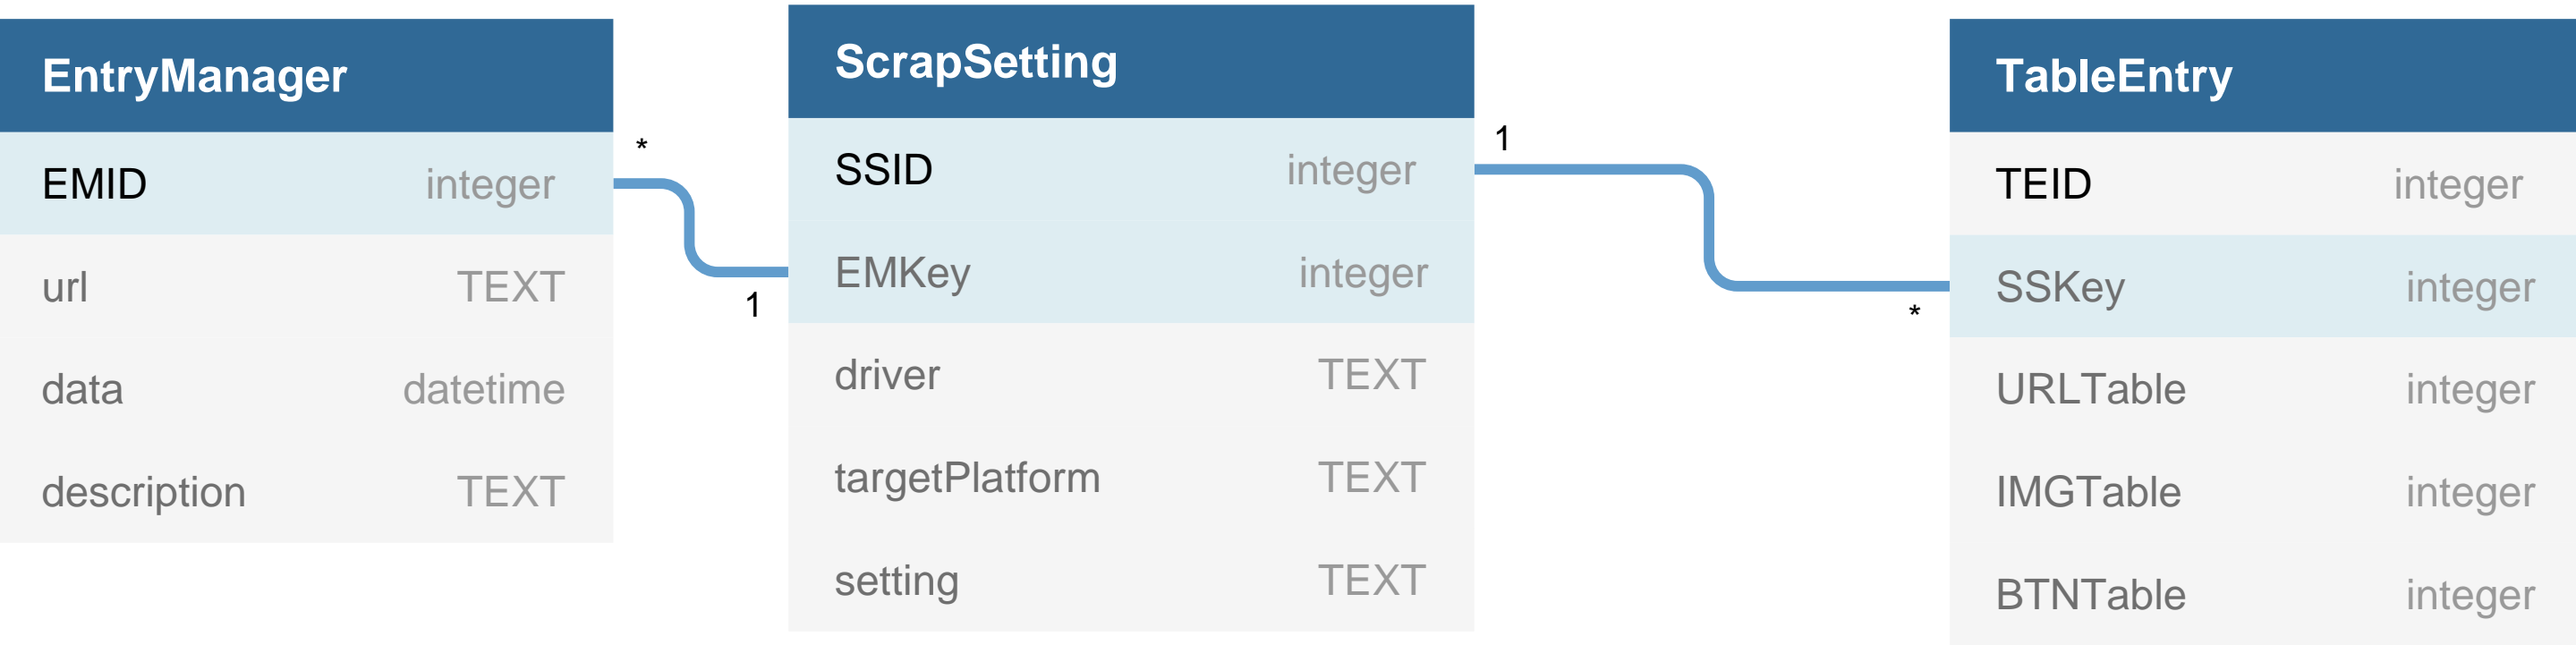 EntryManager
EMID integer
url TEXT
data datetime
description TEXT
*
1
ScrapSetting
SSID integer
EMKey integer
driver TEXT
targetPlatform TEXT
setting TEXT
1
*
TableEntry
TEID integer
SSKey integer
URLTable integer
IMGTable integer
BTNTable integer